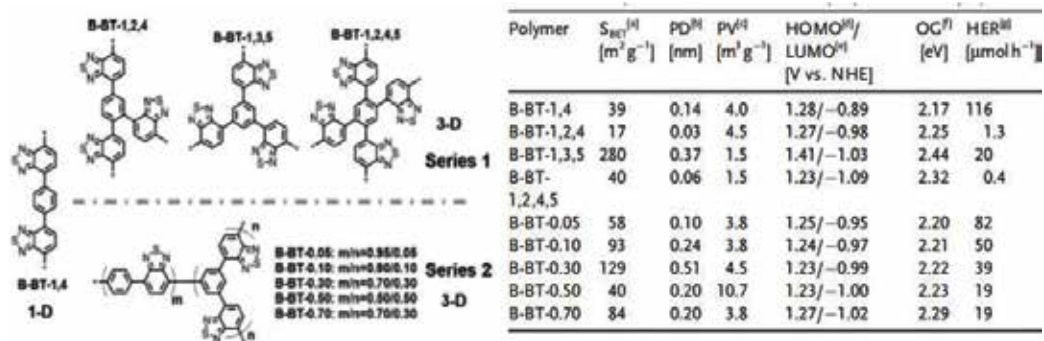 B-BT-1,2,4
B-BT-1,3,5
B-BT-1,2,4,5
3-D
Series 1
B-BT-1,4
1-D
B-BT-0.05: m/n=0.95/0.05
B-BT-0.10: m/n=0.90/0.10
B-BT-0.30: m/n=0.70/0.30
B-BT-0.50: m/n=0.50/0.50
B-BT-0.70: m/n=0.70/0.30
Series 2
3-D
m
n
n
Polymer S_BET[a] PD[b] PV[c] HOMO[d]/ OG[f] HER[g]
[m² g⁻¹] [nm] [m³ g⁻¹] LUMO[e] [eV] [μmol h⁻¹]
[V vs. NHE]
B-BT-1,4 39 0.14 4.0 1.28/−0.89 2.17 116
B-BT-1,2,4 17 0.03 4.5 1.27/−0.98 2.25 1.3
B-BT-1,3,5 280 0.37 1.5 1.41/−1.03 2.44 20
B-BT- 40 0.06 1.5 1.23/−1.09 2.32 0.4
1,2,4,5
B-BT-0.05 58 0.10 3.8 1.25/−0.95 2.20 82
B-BT-0.10 93 0.24 3.8 1.24/−0.97 2.21 50
B-BT-0.30 129 0.51 4.5 1.23/−0.99 2.22 39
B-BT-0.50 40 0.20 10.7 1.23/−1.00 2.23 19
B-BT-0.70 84 0.20 3.8 1.27/−1.02 2.29 19